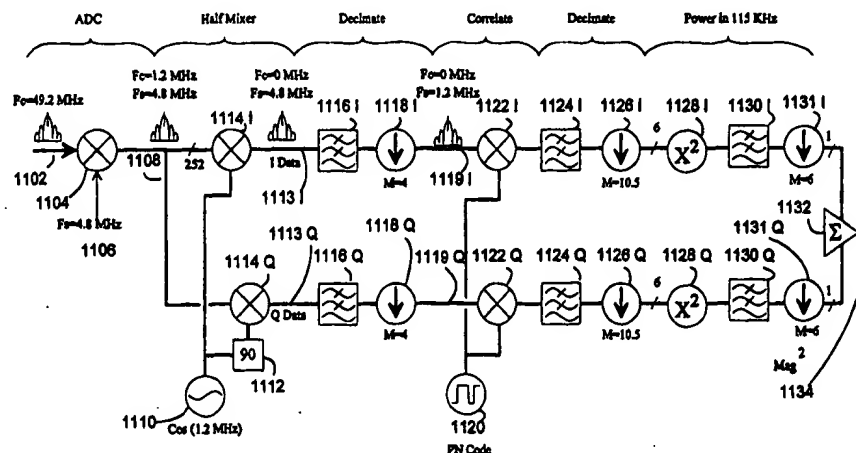 ADC Half Mixer Decimate Correlate Decimate Power in 115 KHz
Fc=49.2 MHz
Fc=1.2 MHz
Fs=4.8 MHz
Fc=0 MHz
Fs=4.8 MHz
Fc=0 MHz
Fs=1.2 MHz
1114 I
1116 I
1118 I
1122 I
1124 I
1126 I
1128 I
1130 I
1131 I
1102
1104
1108
252
I Data
1113 I
M=4
1119 I
M=10.5
6
X²
M=6
1
Fs=4.8 MHz
1106
1132
Σ
1114 Q
1113 Q
1116 Q
1118 Q
1119 Q
1122 Q
1124 Q
1126 Q
1128 Q
1130 Q
1131 Q
Q Data
M=4
M=10.5
6
X²
M=6
1
90
1112
Mag²
1134
1110
Cos (1.2 MHz)
1120
PN Code